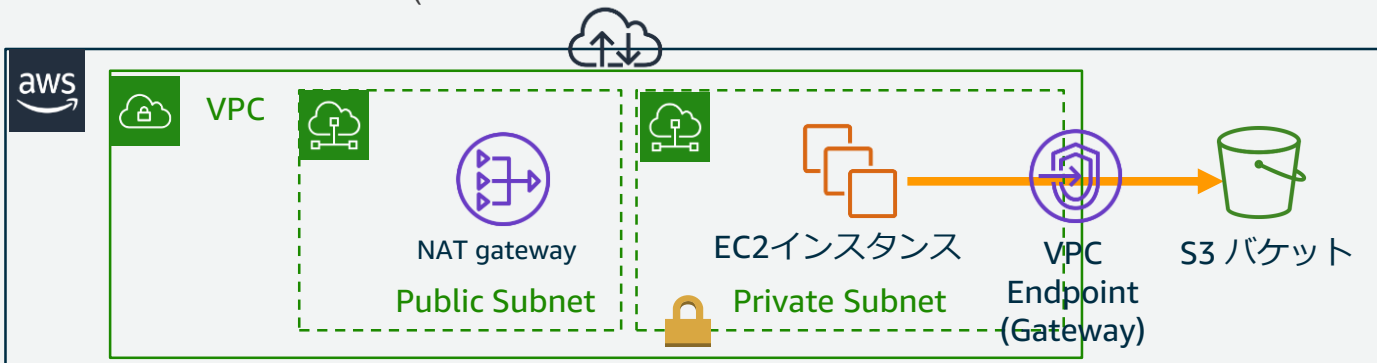 aws
VPC
NAT gateway
Public Subnet
EC2インスタンス
Private Subnet
VPC
Endpoint
(Gateway)
S3 バケット